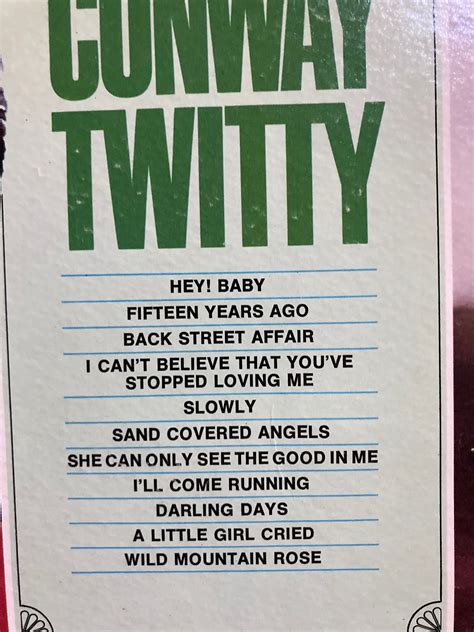 CONWAY
TWITTY
HEY! BABY
FIFTEEN YEARS AGO
BACK STREET AFFAIR
I CAN'T BELIEVE THAT YOU'VE
STOPPED LOVING ME
SLOWLY
SAND COVERED ANGELS
SHE CAN ONLY SEE THE GOOD IN ME
I'LL COME RUNNING
DARLING DAYS
A LITTLE GIRL CRIED
WILD MOUNTAIN ROSE